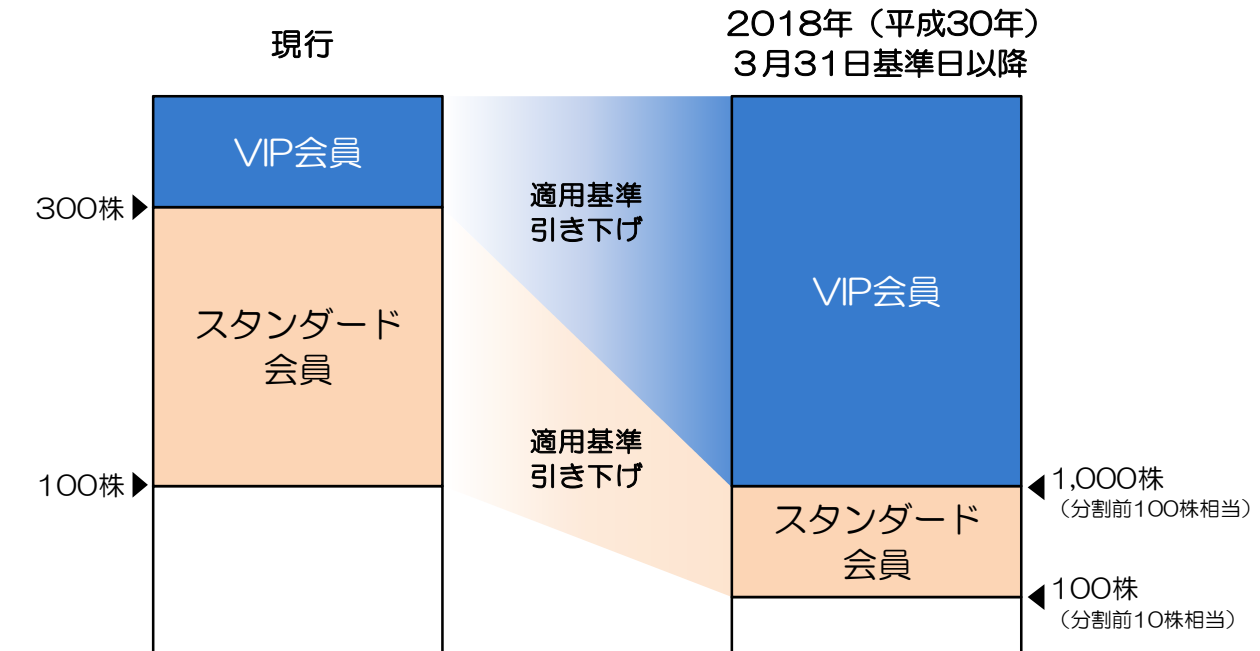 現行
2018年（平成30年）
3月31日基準日以降
VIP会員
300株
スタンダード
会員
100株
適用基準
引き下げ
適用基準
引き下げ
VIP会員
1,000株
（分割前100株相当）
スタンダード
会員
100株
（分割前10株相当）